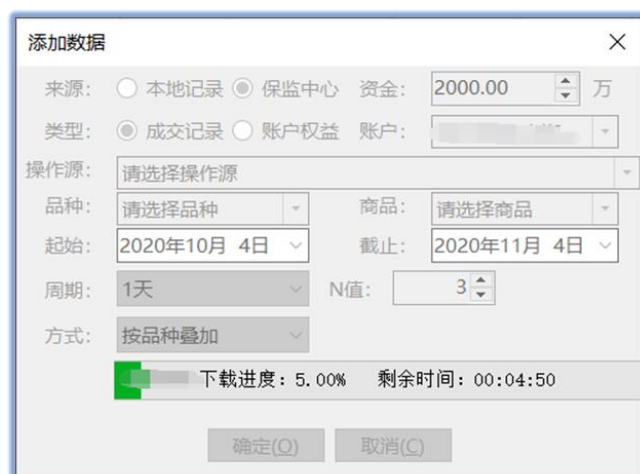 添加数据
来源： 本地记录 保监中心 资金： 2000.00 万
类型： 成交记录 账户权益 账户：
操作源： 请选择操作源
品种： 请选择品种 商品： 请选择商品
起始： 2020年10月 4日 截止： 2020年11月 4日
周期： 1天 N值： 3
方式： 按品种叠加
下载进度：5.00% 剩余时间：00:04:50
确定(O) 取消(C)